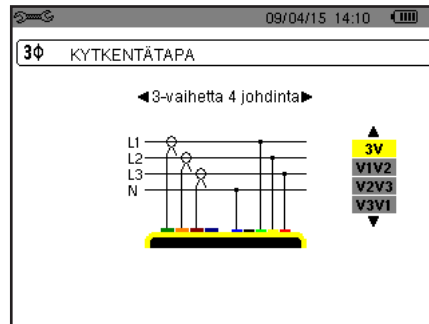 09/04/15 14:10
3Φ KYTKENTÄTAPA
◄3-vaihetta 4 johdinta►
L1
L2
L3
N
3V
V1V2
V2V3
V3V1